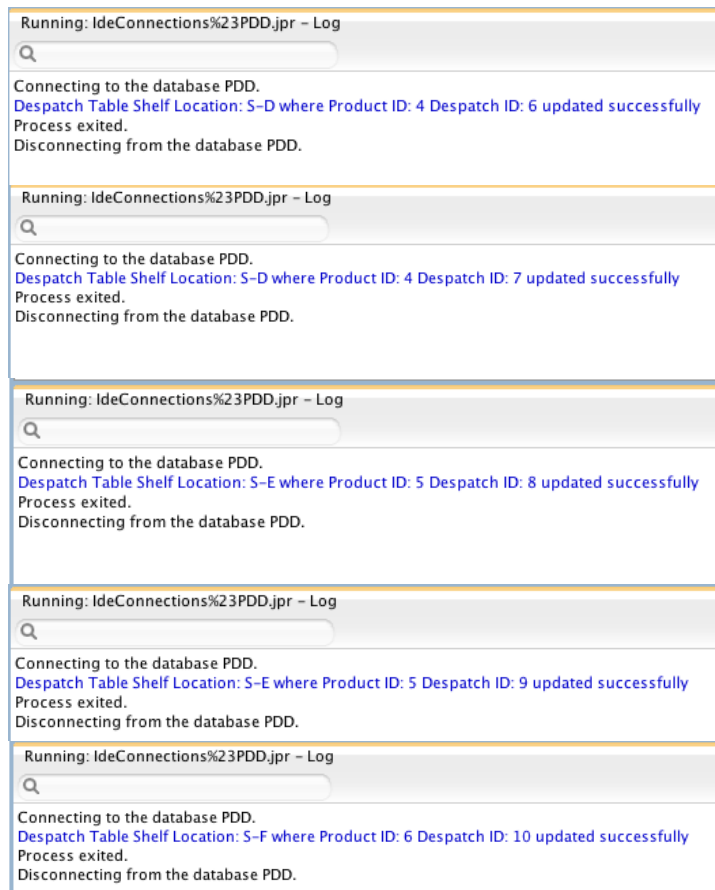 Running: IdeConnections%23PDD.jpr – Log
Connecting to the database PDD.
Despatch Table Shelf Location: S-D where Product ID: 4 Despatch ID: 6 updated successfully
Process exited.
Disconnecting from the database PDD.
Running: IdeConnections%23PDD.jpr – Log
Connecting to the database PDD.
Despatch Table Shelf Location: S-D where Product ID: 4 Despatch ID: 7 updated successfully
Process exited.
Disconnecting from the database PDD.
Running: IdeConnections%23PDD.jpr – Log
Connecting to the database PDD.
Despatch Table Shelf Location: S-E where Product ID: 5 Despatch ID: 8 updated successfully
Process exited.
Disconnecting from the database PDD.
Running: IdeConnections%23PDD.jpr – Log
Connecting to the database PDD.
Despatch Table Shelf Location: S-E where Product ID: 5 Despatch ID: 9 updated successfully
Process exited.
Disconnecting from the database PDD.
Running: IdeConnections%23PDD.jpr – Log
Connecting to the database PDD.
Despatch Table Shelf Location: S-F where Product ID: 6 Despatch ID: 10 updated successfully
Process exited.
Disconnecting from the database PDD.